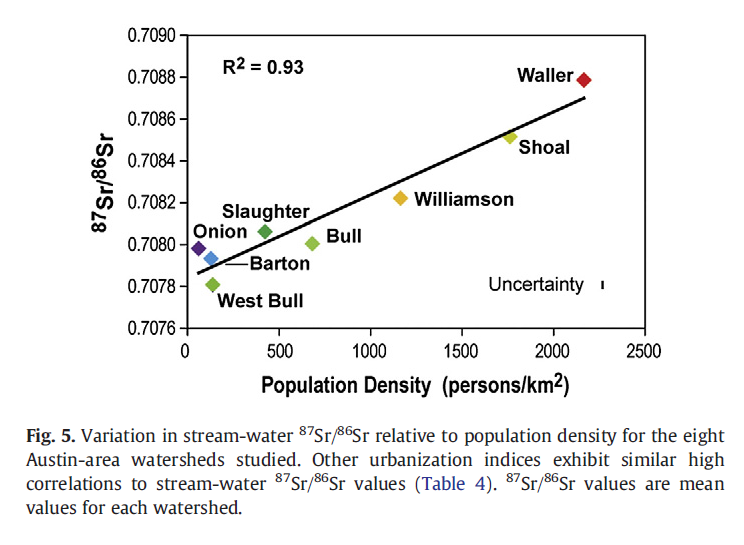 0.7090
0.7088
0.7086
0.7084
0.7082
0.7080
0.7078
0.7076
87Sr/86Sr
R2 = 0.93
Waller
Shoal
Williamson
Slaughter
Onion
Bull
Barton
West Bull
Uncertainty
0 500 1000 1500 2000 2500
Population Density (persons/km2)
Fig. 5. Variation in stream-water 87Sr/86Sr relative to population density for the eight
Austin-area watersheds studied. Other urbanization indices exhibit similar high
correlations to stream-water 87Sr/86Sr values (Table 4). 87Sr/86Sr values are mean
values for each watershed.